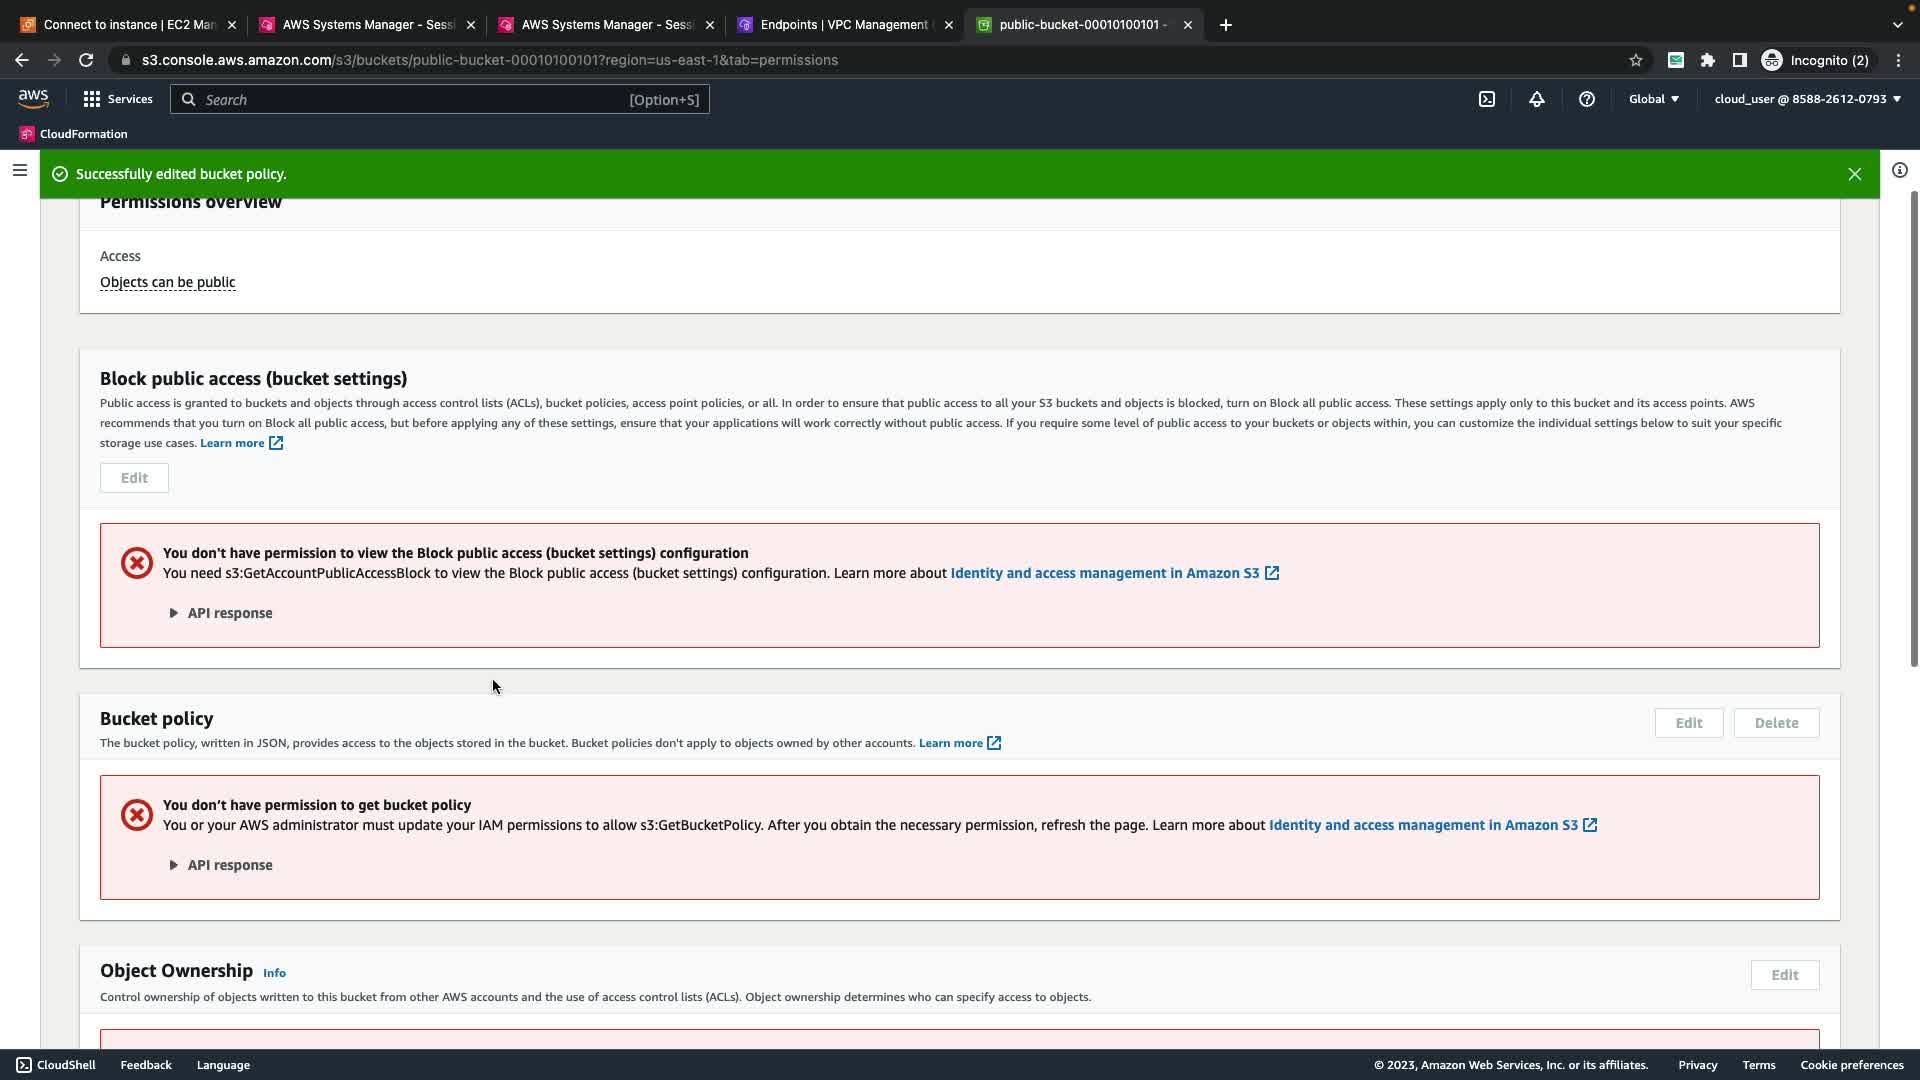 Connect to instance | EC2 Man
AWS Systems Manager - Sessi
AWS Systems Manager - Sessi
Endpoints | VPC Management
public-bucket-00010100101 -
s3.console.aws.amazon.com/s3/buckets/public-bucket-00010100101?region=us-east-1&tab=permissions
Incognito (2)
aws
Services
Search
[Option+S]
Global
cloud_user @ 8588-2612-0793
CloudFormation
Successfully edited bucket policy.
Permissions overview
Access
Objects can be public
Block public access (bucket settings)
Public access is granted to buckets and objects through access control lists (ACLs), bucket policies, access point policies, or all. In order to ensure that public access to all your S3 buckets and objects is blocked, turn on Block all public access. These settings apply only to this bucket and its access points. AWS
recommends that you turn on Block all public access, but before applying any of these settings, ensure that your applications will work correctly without public access. If you require some level of public access to your buckets or objects within, you can customize the individual settings below to suit your specific
storage use cases. Learn more
Edit
You don't have permission to view the Block public access (bucket settings) configuration
You need s3:GetAccountPublicAccessBlock to view the Block public access (bucket settings) configuration. Learn more about Identity and access management in Amazon S3
API response
Bucket policy
Edit
Delete
The bucket policy, written in JSON, provides access to the objects stored in the bucket. Bucket policies don't apply to objects owned by other accounts. Learn more
You don’t have permission to get bucket policy
You or your AWS administrator must update your IAM permissions to allow s3:GetBucketPolicy. After you obtain the necessary permission, refresh the page. Learn more about Identity and access management in Amazon S3
API response
Object Ownership Info
Edit
Control ownership of objects written to this bucket from other AWS accounts and the use of access control lists (ACLs). Object ownership determines who can specify access to objects.
CloudShell
Feedback
Language
© 2023, Amazon Web Services, Inc. or its affiliates.
Privacy
Terms
Cookie preferences